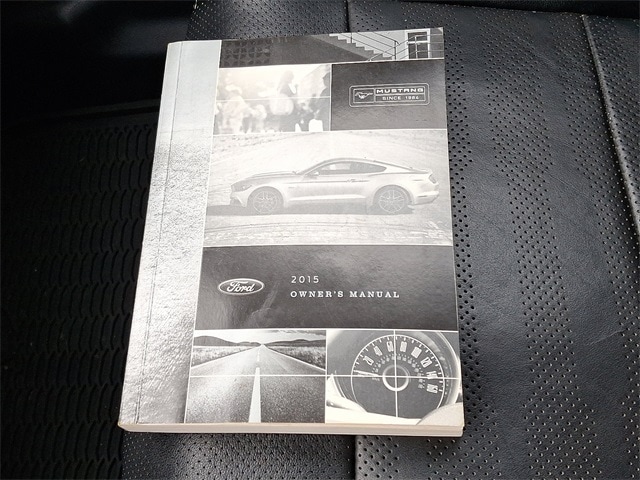 MUSTANG
SINCE 1964
2015
Ford
OWNER'S MANUAL